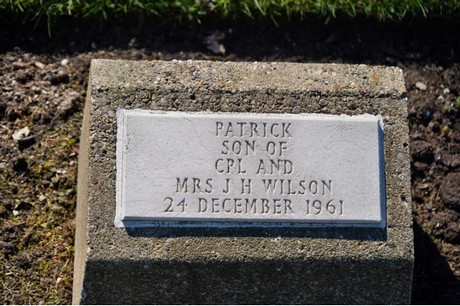 PATRICK
SON OF
CPL AND
MRS J H WILSON
24 DECEMBER 1961